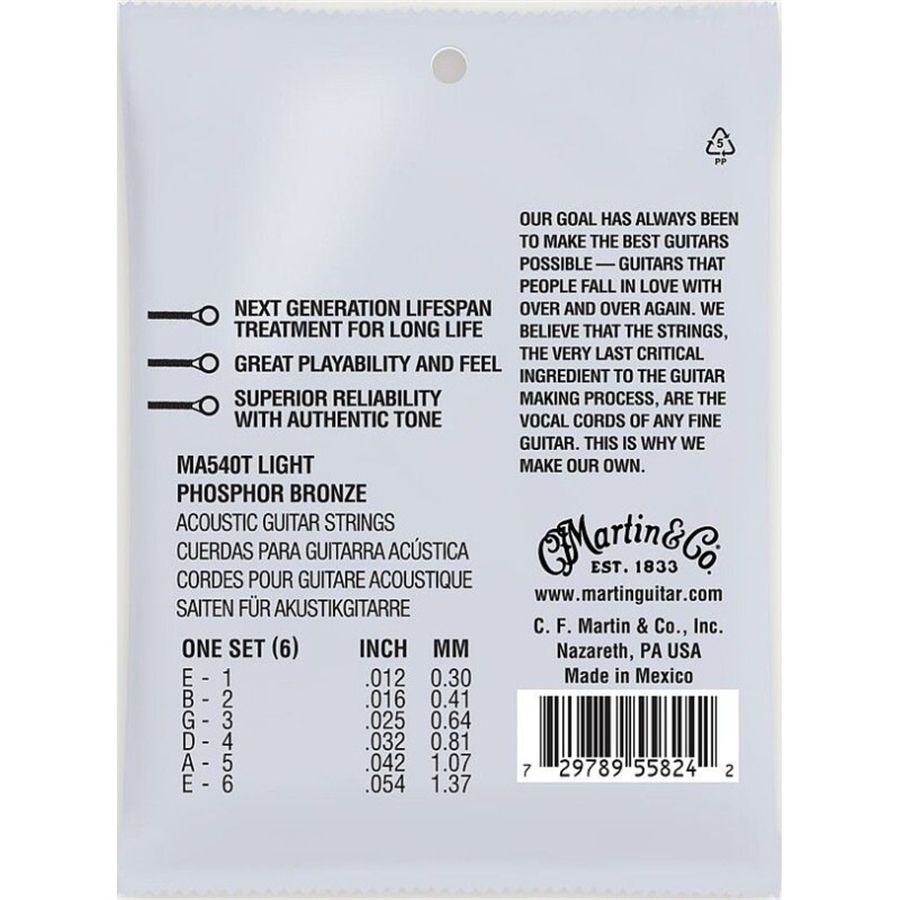 5
PP
OUR GOAL HAS ALWAYS BEEN
TO MAKE THE BEST GUITARS
POSSIBLE — GUITARS THAT
PEOPLE FALL IN LOVE WITH
OVER AND OVER AGAIN. WE
BELIEVE THAT THE STRINGS,
THE VERY LAST CRITICAL
INGREDIENT TO THE GUITAR
MAKING PROCESS, ARE THE
VOCAL CORDS OF ANY FINE
GUITAR. THIS IS WHY WE
MAKE OUR OWN.
NEXT GENERATION LIFESPAN
TREATMENT FOR LONG LIFE
GREAT PLAYABILITY AND FEEL
SUPERIOR RELIABILITY
WITH AUTHENTIC TONE
MA540T LIGHT
PHOSPHOR BRONZE
ACOUSTIC GUITAR STRINGS
CUERDAS PARA GUITARRA ACÚSTICA
CORDES POUR GUITARE ACOUSTIQUE
SAITEN FÜR AKUSTIKGITARRE
ONE SET (6) INCH MM
E - 1 .012 0.30
B - 2 .016 0.41
G - 3 .025 0.64
D - 4 .032 0.81
A - 5 .042 1.07
E - 6 .054 1.37
CF Martin & Co.
EST. 1833
www.martinguitar.com
C. F. Martin & Co., Inc.
Nazareth, PA USA
Made in Mexico
7 29789 55824 2